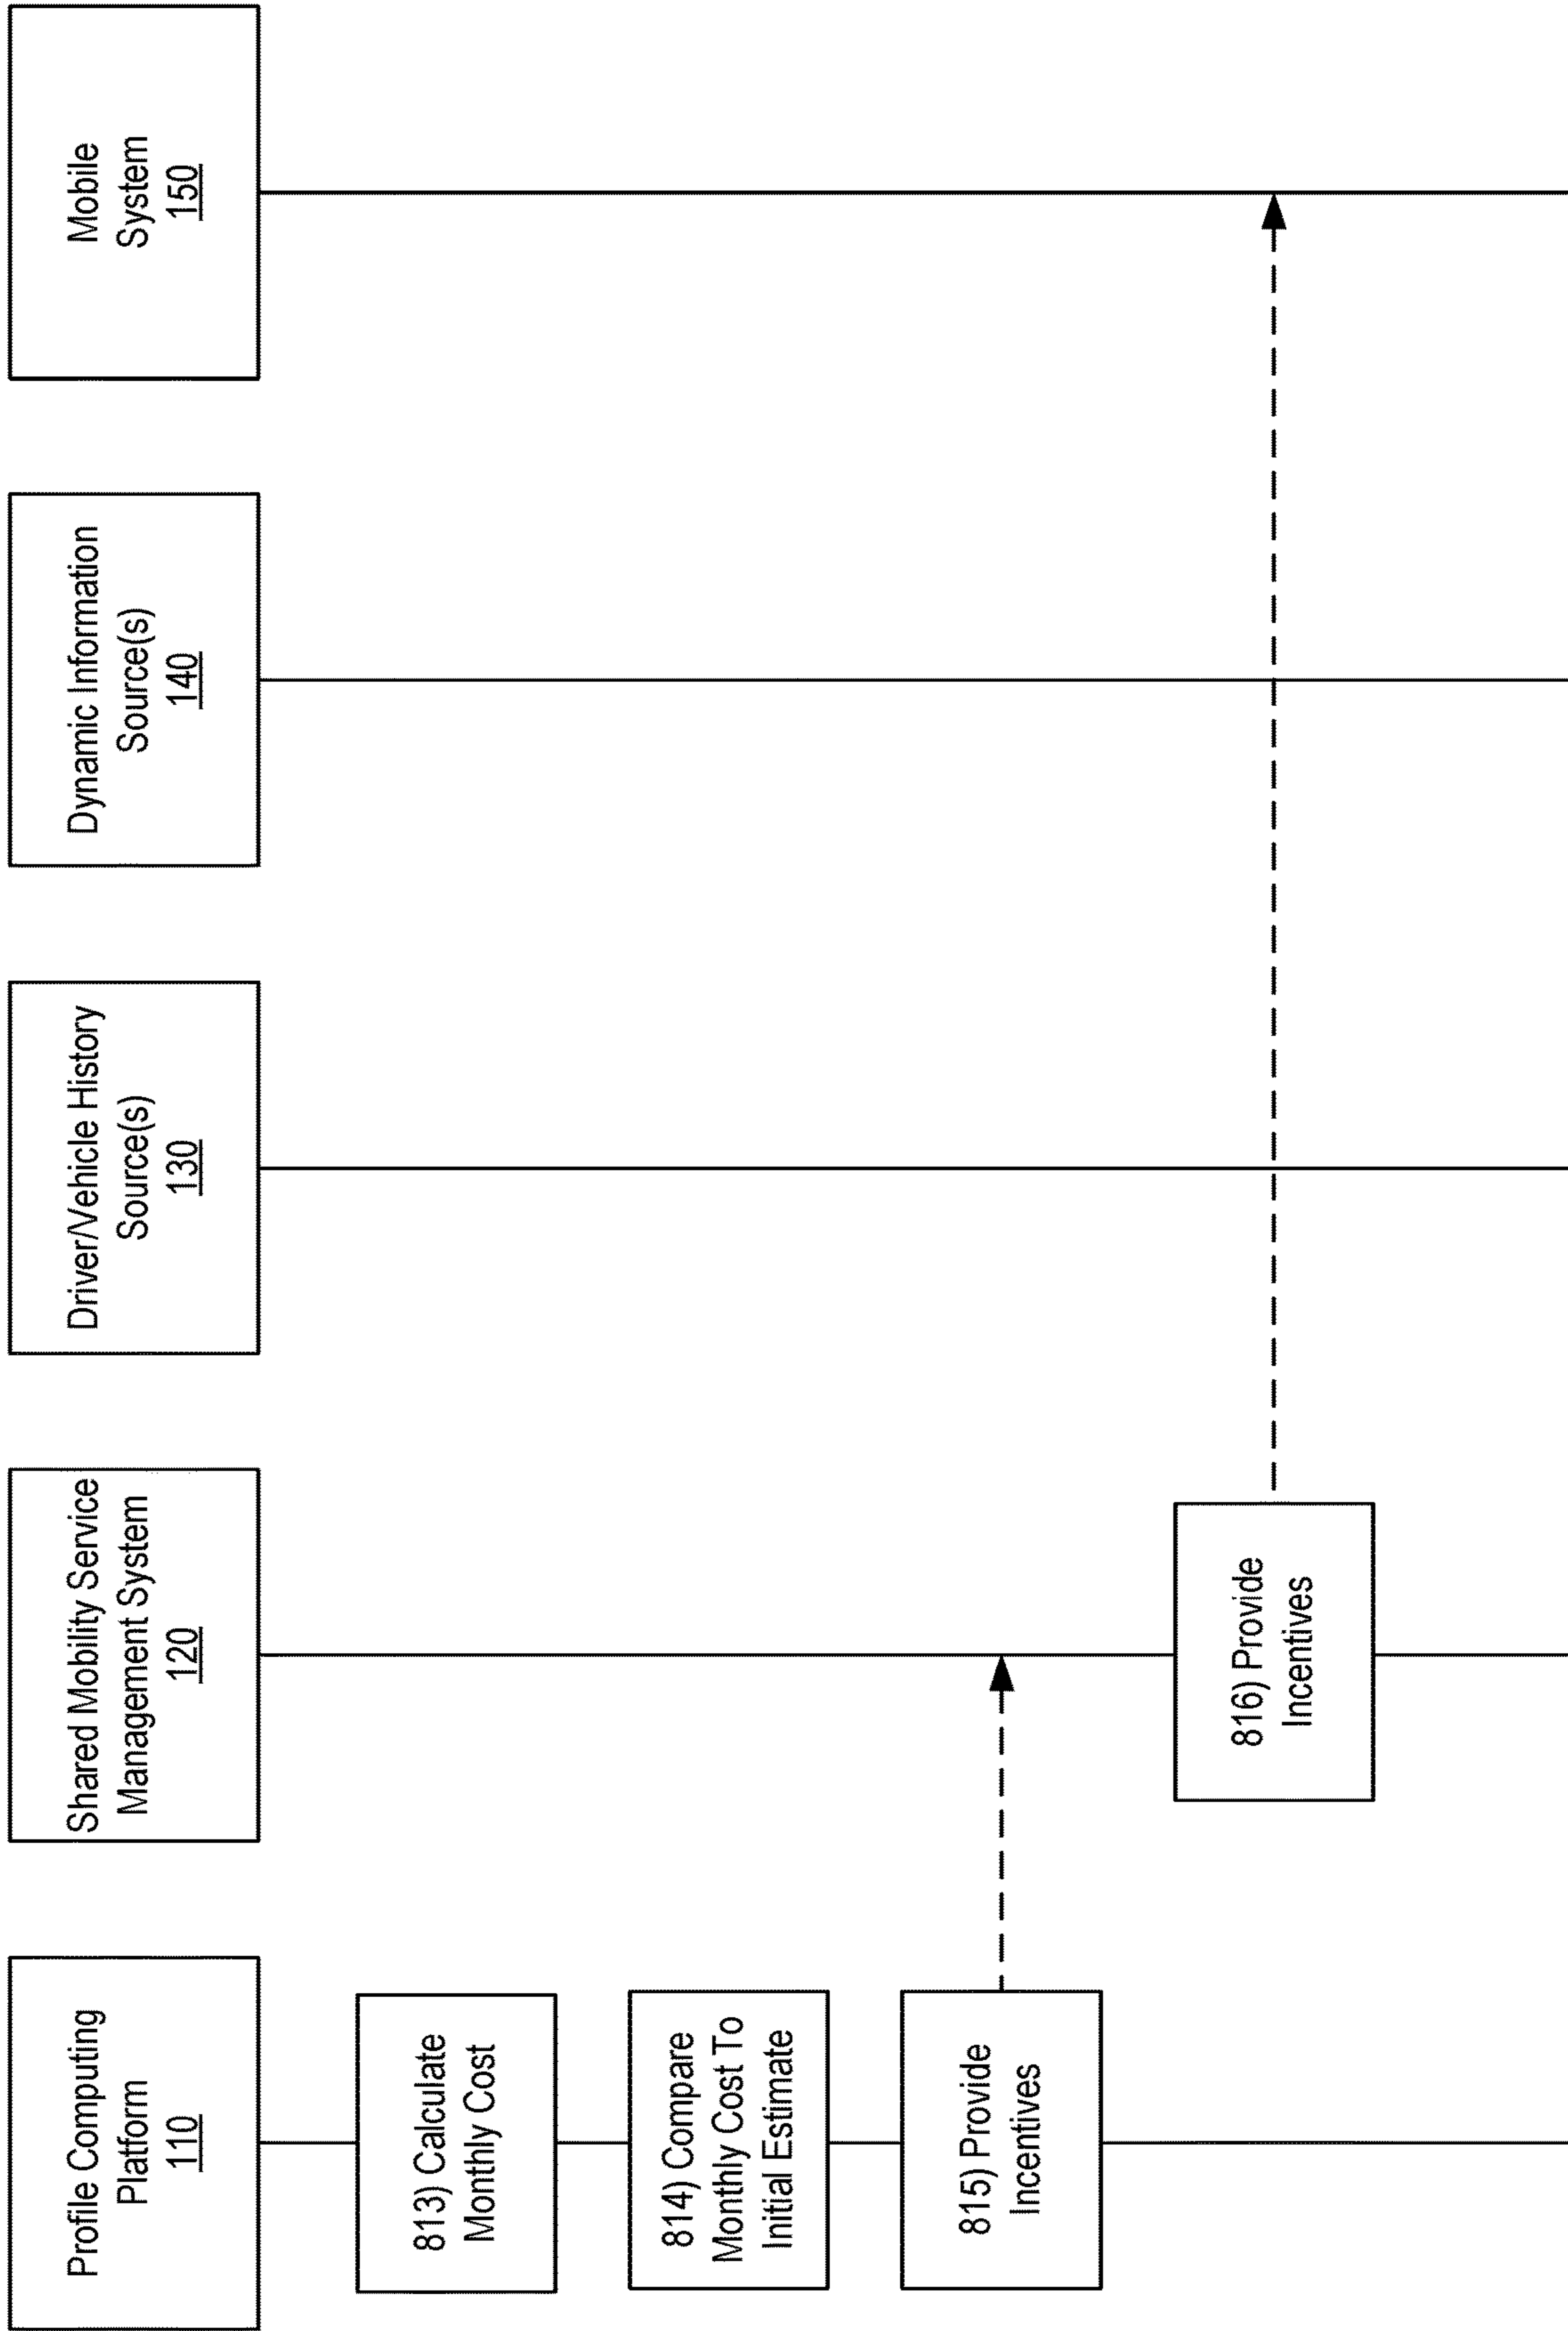 Profile Computing
Platform
110
Shared Mobility Service
Management System
120
Driver/Vehicle History
Source(s)
130
Dynamic Information
Source(s)
140
Mobile
System
150
813) Calculate
Monthly Cost
814) Compare
Monthly Cost To
Initial Estimate
815) Provide
Incentives
816) Provide
Incentives